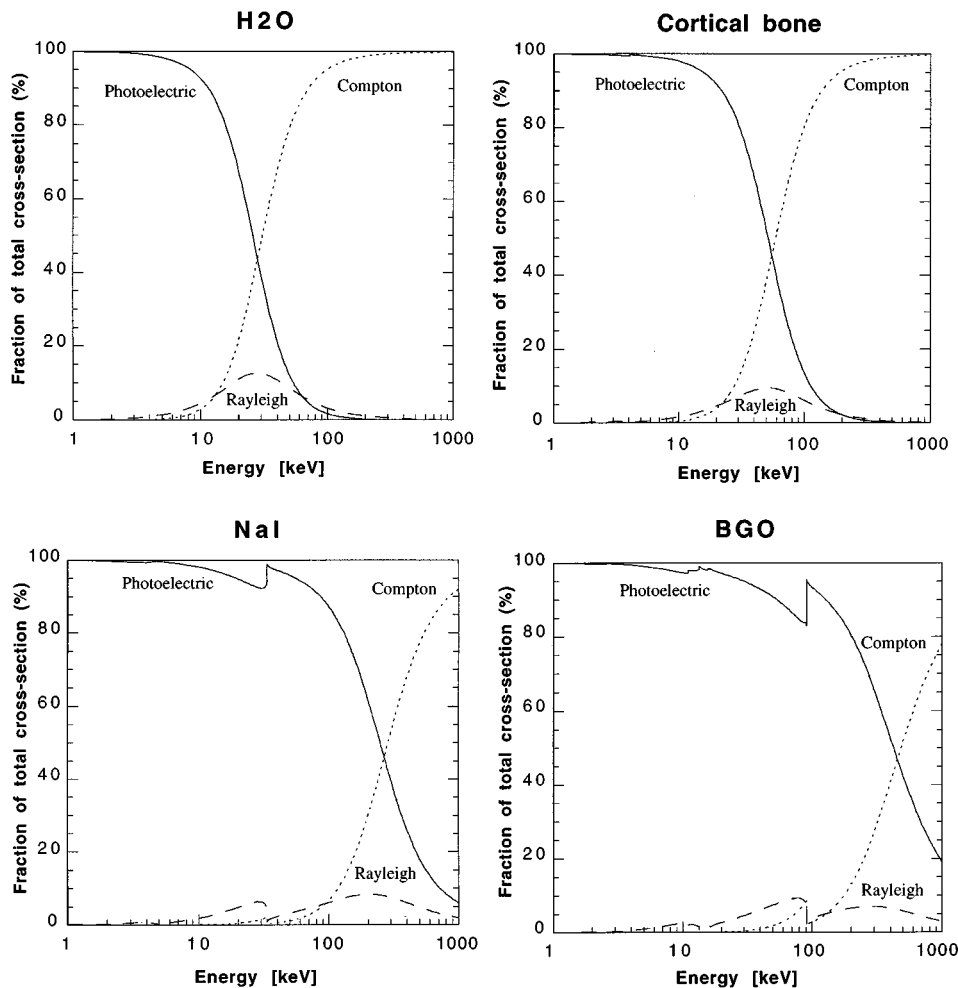 H2O
Fraction of total cross-section (%)
100
80
60
40
20
0
Photoelectric
Compton
Rayleigh
1
10
100
1000
Energy [keV]
Cortical bone
Fraction of total cross-section (%)
100
80
60
40
20
0
Photoelectric
Compton
Rayleigh
1
10
100
1000
Energy [keV]
NaI
Fraction of total cross-section (%)
100
80
60
40
20
0
Photoelectric
Compton
Rayleigh
1
10
100
1000
Energy [keV]
BGO
Fraction of total cross-section (%)
100
80
60
40
20
0
Photoelectric
Compton
Rayleigh
1
10
100
1000
Energy [keV]